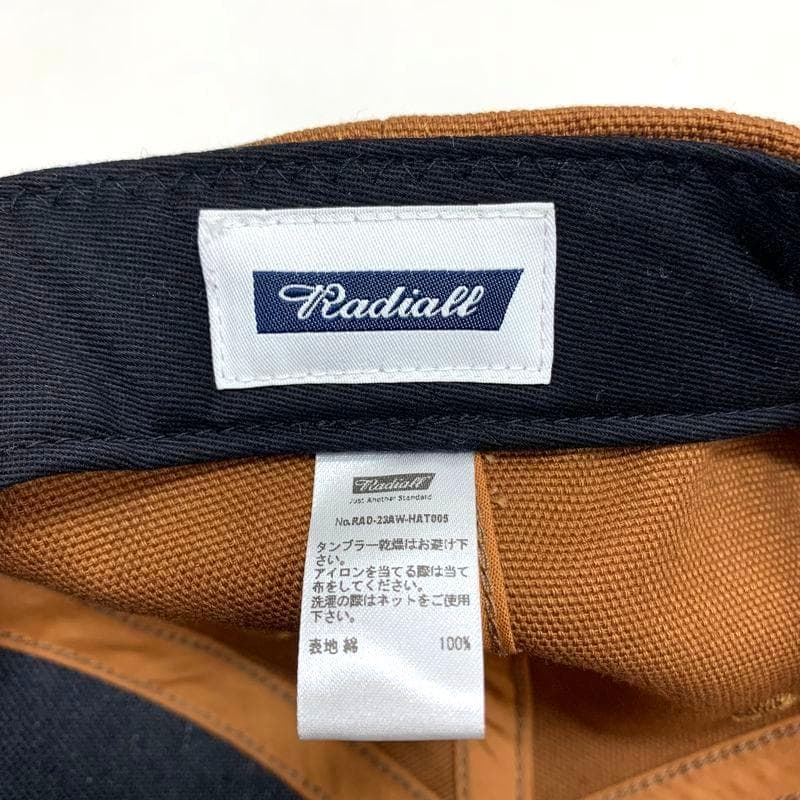 Radiall
Radiall
Just Another Standard
No.RAD-23AW-HAT005
タンブラー乾燥はお避け下
さい。
アイロンを当てる際は当て
布をしてください。
洗濯の際はネットをご使用
下さい。
表地 綿 100%